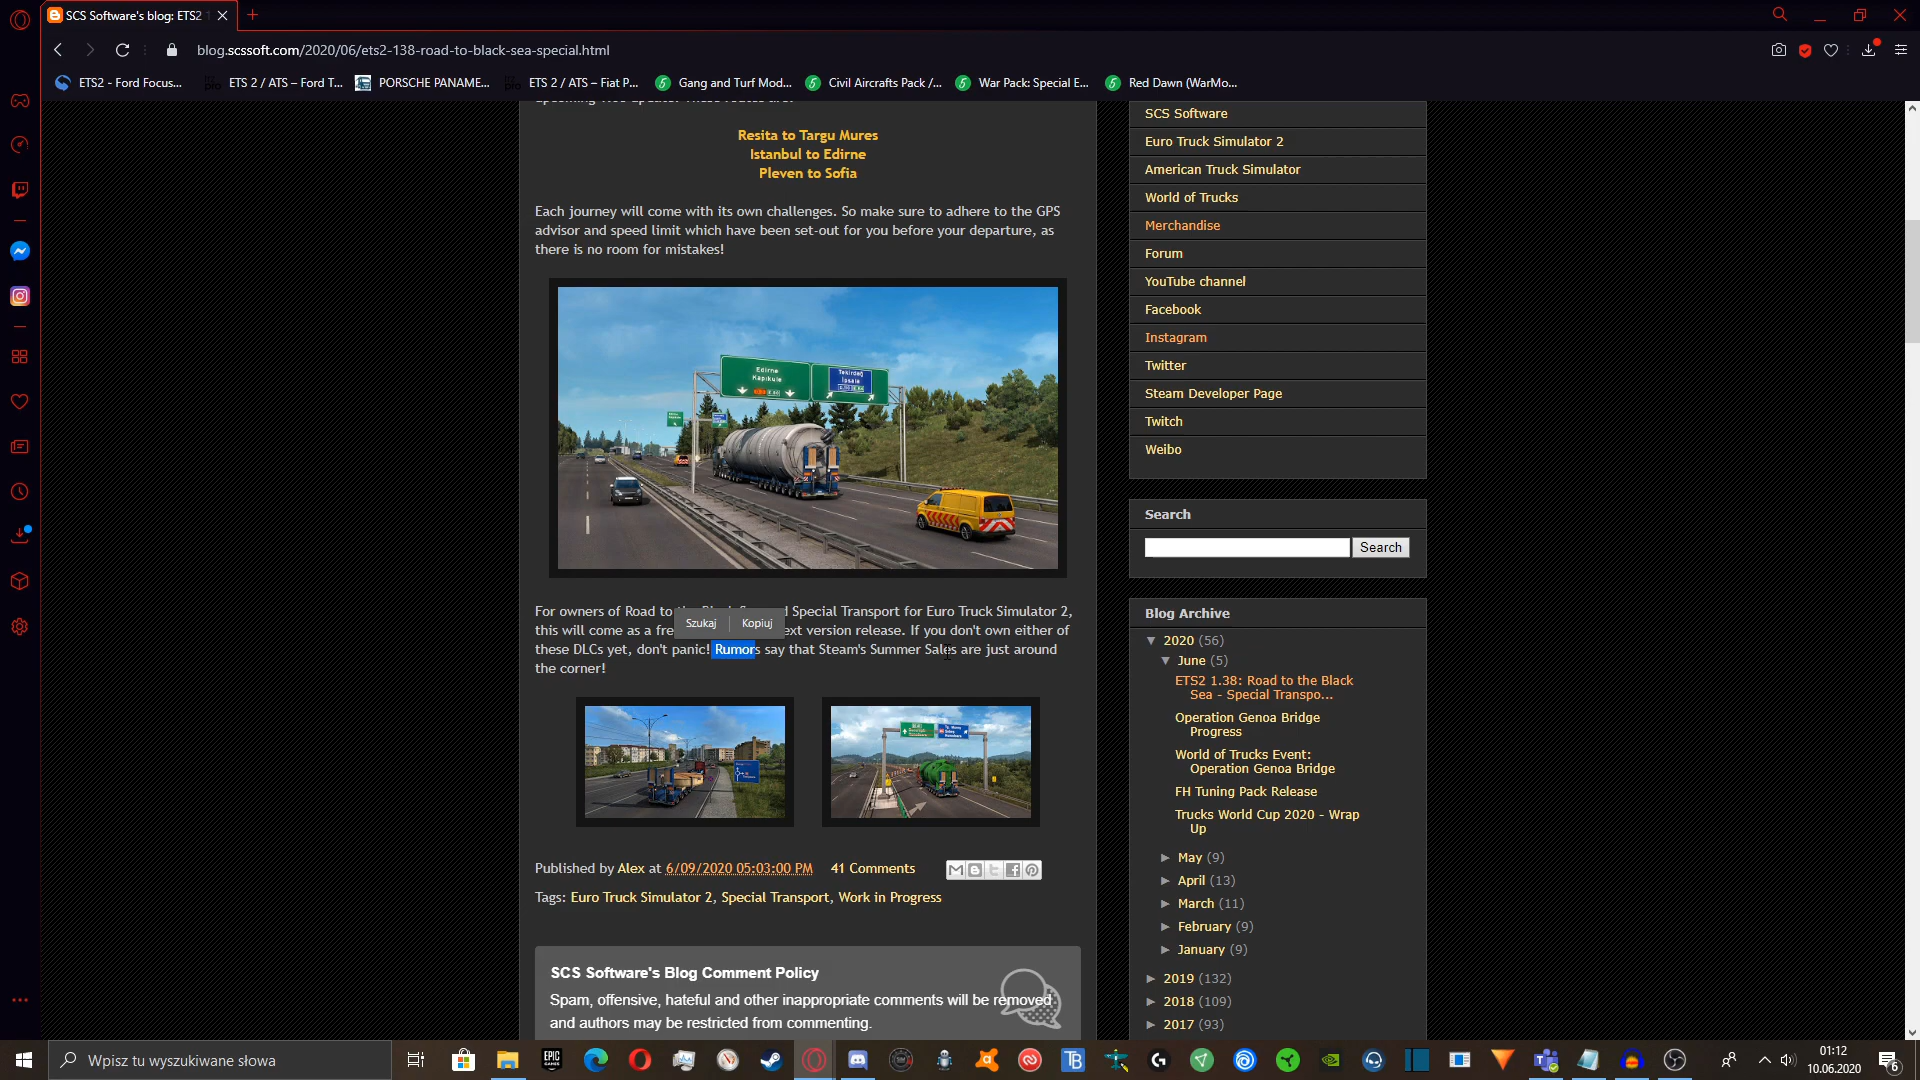 SCS Software's blog: ETS2 1
blog.scssoft.com/2020/06/ets2-138-road-to-black-sea-special.html
ETS2 - Ford Focus...
ETS 2 / ATS – Ford T...
PORSCHE PANAME...
ETS 2 / ATS – Fiat P...
Gang and Turf Mod...
Civil Aircrafts Pack /...
War Pack: Special E...
Red Dawn (WarMo...
Resita to Targu Mures
Istanbul to Edirne
Pleven to Sofia
Each journey will come with its own challenges. So make sure to adhere to the GPS
advisor and speed limit which have been set-out for you before your departure, as
there is no room for mistakes!
Edirne
Kapıkule
Tekirdağ
İpsala
For owners of Road to Special Transport for Euro Truck Simulator 2,
this will come as a fre ext version release. If you don't own either of
these DLCs yet, don't panic! Rumors say that Steam's Summer Sales are just around
the corner!
Szukaj
Kopiuj
Published by Alex at 6/09/2020 05:03:00 PM 41 Comments
Tags: Euro Truck Simulator 2, Special Transport, Work in Progress
SCS Software's Blog Comment Policy
Spam, offensive, hateful and other inappropriate comments will be removed
and authors may be restricted from commenting.
SCS Software
Euro Truck Simulator 2
American Truck Simulator
World of Trucks
Merchandise
Forum
YouTube channel
Facebook
Instagram
Twitter
Steam Developer Page
Twitch
Weibo
Search
Search
Blog Archive
▼ 2020 (56)
▼ June (5)
ETS2 1.38: Road to the Black
Sea - Special Transpo...
Operation Genoa Bridge
Progress
World of Trucks Event:
Operation Genoa Bridge
FH Tuning Pack Release
Trucks World Cup 2020 - Wrap
Up
► May (9)
► April (13)
► March (11)
► February (9)
► January (9)
► 2019 (132)
► 2018 (109)
► 2017 (93)
Wpisz tu wyszukiwane słowa
EPIC
GAMES
TB
01:12
10.06.2020
6